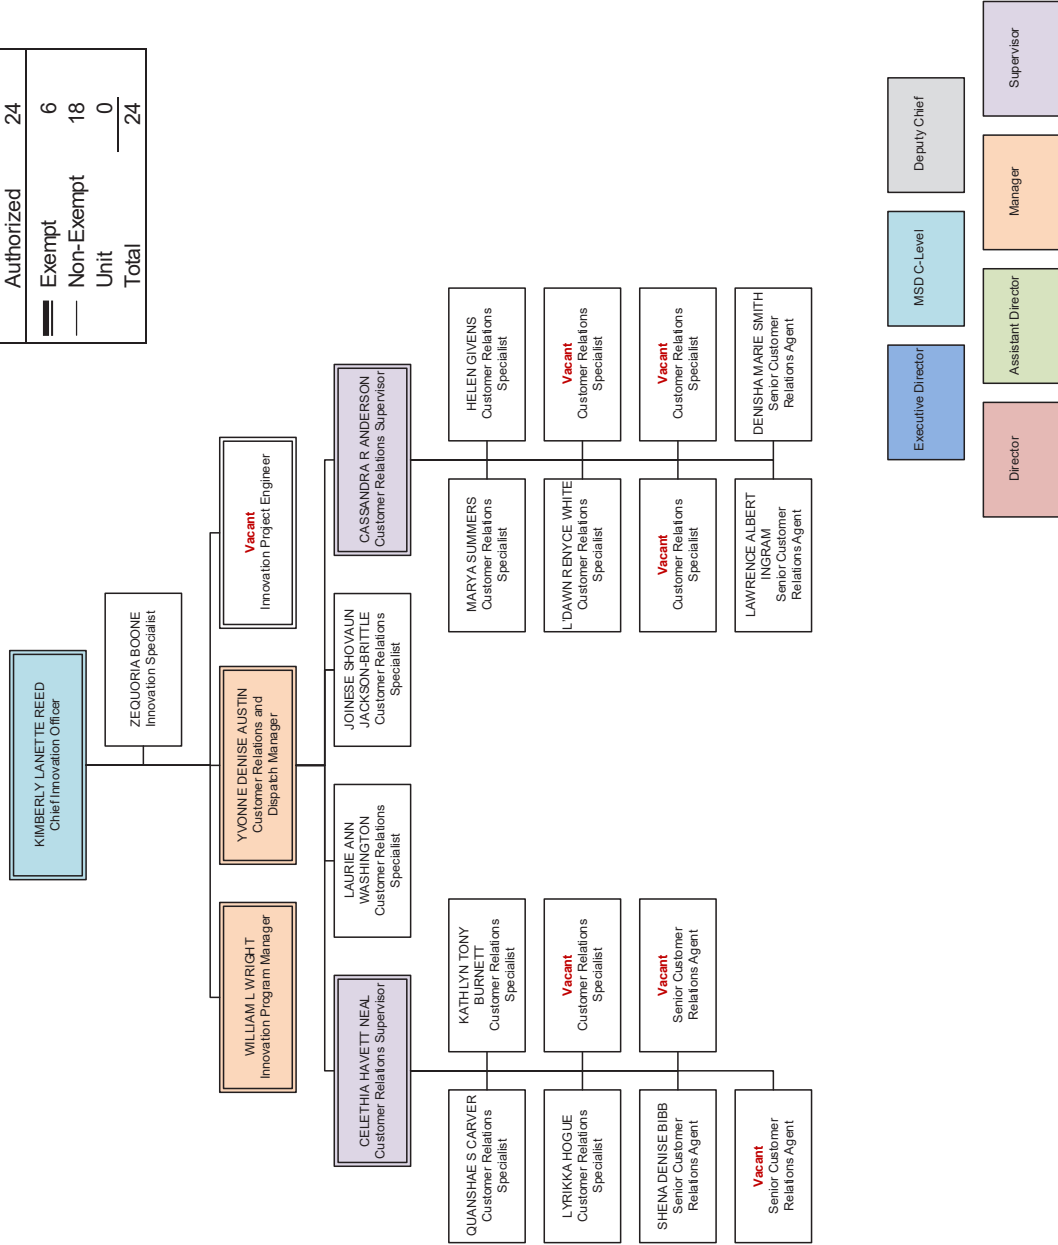 Authorized 24
Exempt 6
Non-Exempt 18
Unit 0
Total 24
KIMBERLY LANETTE REED
Chief Innovation Officer
ZEQUORIA BOONE
Innovation Specialist
WILLIAM L WRIGHT
Innovation Program Manager
YVONNE DENISE AUSTIN
Customer Relations and
Dispatch Manager
Vacant
Innovation Project Engineer
CELETHIA HAVETT NEAL
Customer Relations Supervisor
LAURIE ANN
WASHINGTON
Customer Relations
Specialist
JOINESE SHOVAUN
JACKSON-BRITTLE
Customer Relations
Specialist
CASSANDRA R ANDERSON
Customer Relations Supervisor
QUANSHAE S CARVER
Customer Relations
Specialist
KATHLYN TONY
BURNETT
Customer Relations
Specialist
LYRIKKA HOGUE
Customer Relations
Specialist
Vacant
Customer Relations
Specialist
SHENA DENISE BIBB
Senior Customer
Relations Agent
Vacant
Senior Customer
Relations Agent
Vacant
Senior Customer
Relations Agent
MARYA SUMMERS
Customer Relations
Specialist
HELEN GIVENS
Customer Relations
Specialist
L'DAWN RENYCE WHITE
Customer Relations
Specialist
Vacant
Customer Relations
Specialist
Vacant
Customer Relations
Specialist
Vacant
Customer Relations
Specialist
LAWRENCE ALBERT
INGRAM
Senior Customer
Relations Agent
DENISHA MARIE SMITH
Senior Customer
Relations Agent
Executive Director
MSD C-Level
Deputy Chief
Director
Assistant Director
Manager
Supervisor